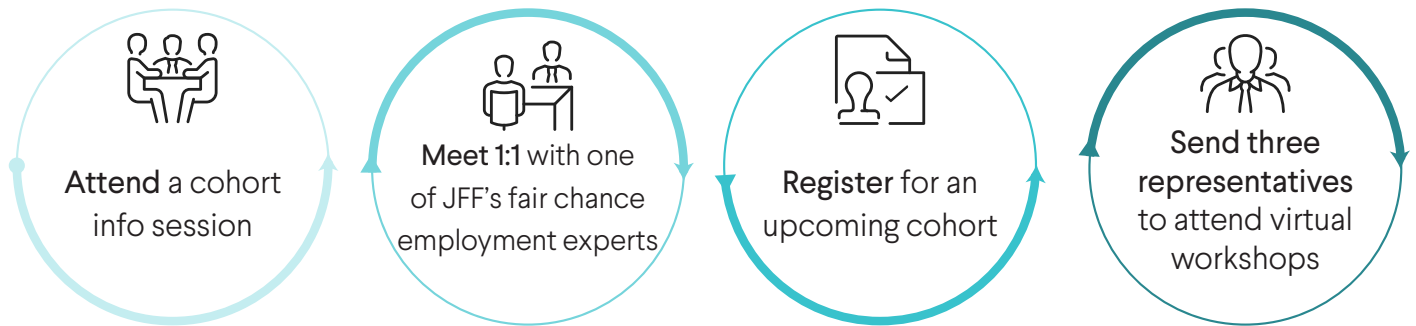 Attend a cohort
info session
Meet 1:1 with one
of JFF’s fair chance
employment experts
Register for an
upcoming cohort
Send three
representatives
to attend virtual
workshops